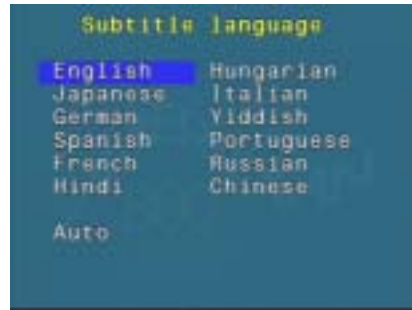 Subtitle language
English Hungarian
Japanese Italian
German Yiddish
Spanish Portuguese
French Russian
Hindi Chinese
Auto